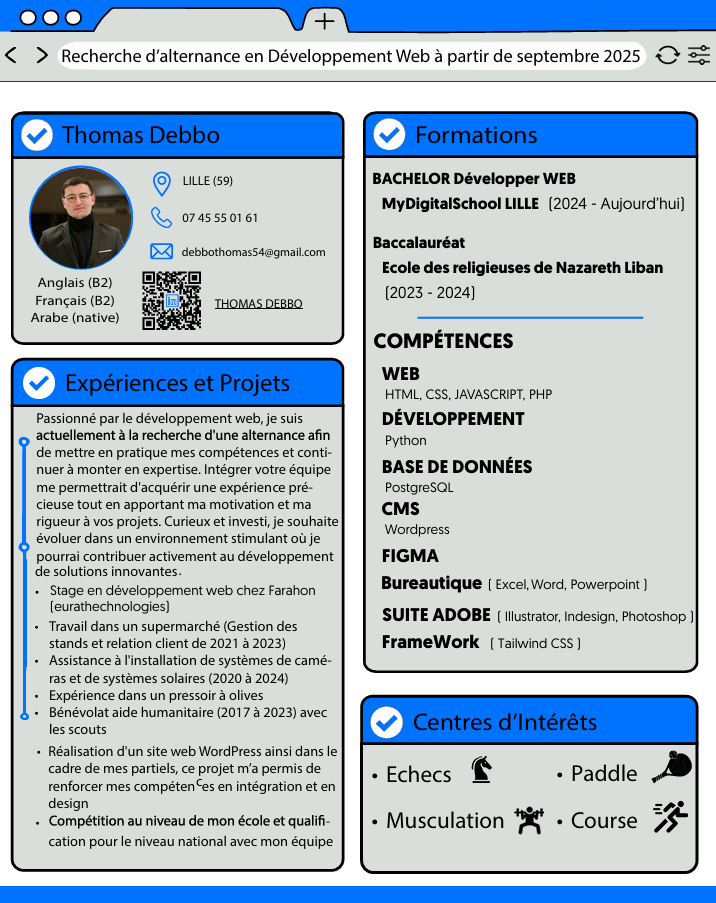 Recherche d’alternance en Développement Web à partir de septembre 2025
Thomas Debbo
LILLE (59)
07 45 55 01 61
debbothomas54@gmail.com
THOMAS DEBBO
Anglais (B2)
Français (B2)
Arabe (native)
Expériences et Projets
Passionné par le développement web, je suis
actuellement à la recherche d'une alternance afin
de mettre en pratique mes compétences et conti-
nuer à monter en expertise. Intégrer votre équipe
me permettrait d'acquérir une expérience pré-
cieuse tout en apportant ma motivation et ma
rigueur à vos projets. Curieux et investi, je souhaite
évoluer dans un environnement stimulant où je
pourrai contribuer activement au développement
de solutions innovantes.
• Stage en développement web chez Farahon
(eurathechnologies)
• Travail dans un supermarché (Gestion des
stands et relation client de 2021 à 2023)
• Assistance à l'installation de systèmes de camé-
ras et de systèmes solaires (2020 à 2024)
• Expérience dans un pressoir à olives
• Bénévolat aide humanitaire (2017 à 2023) avec
les scouts
• Réalisation d'un site web WordPress ainsi dans le
cadre de mes partiels, ce projet m’a permis de
renforcer mes compétences en intégration et en
design
• Compétition au niveau de mon école et qualifi-
cation pour le niveau national avec mon équipe
Formations
BACHELOR Développer WEB
MyDigitalSchool LILLE (2024 - Aujourd’hui)
Baccalauréat
Ecole des religieuses de Nazareth Liban
(2023 - 2024)
COMPÉTENCES
WEB
HTML, CSS, JAVASCRIPT, PHP
DÉVELOPPEMENT
Python
BASE DE DONNÉES
PostgreSQL
CMS
Wordpress
FIGMA
Bureautique ( Excel, Word, Powerpoint )
SUITE ADOBE ( Illustrator, Indesign, Photoshop )
FrameWork ( Tailwind CSS )
Centres d’Intérêts
• Echecs
• Paddle
• Musculation
• Course